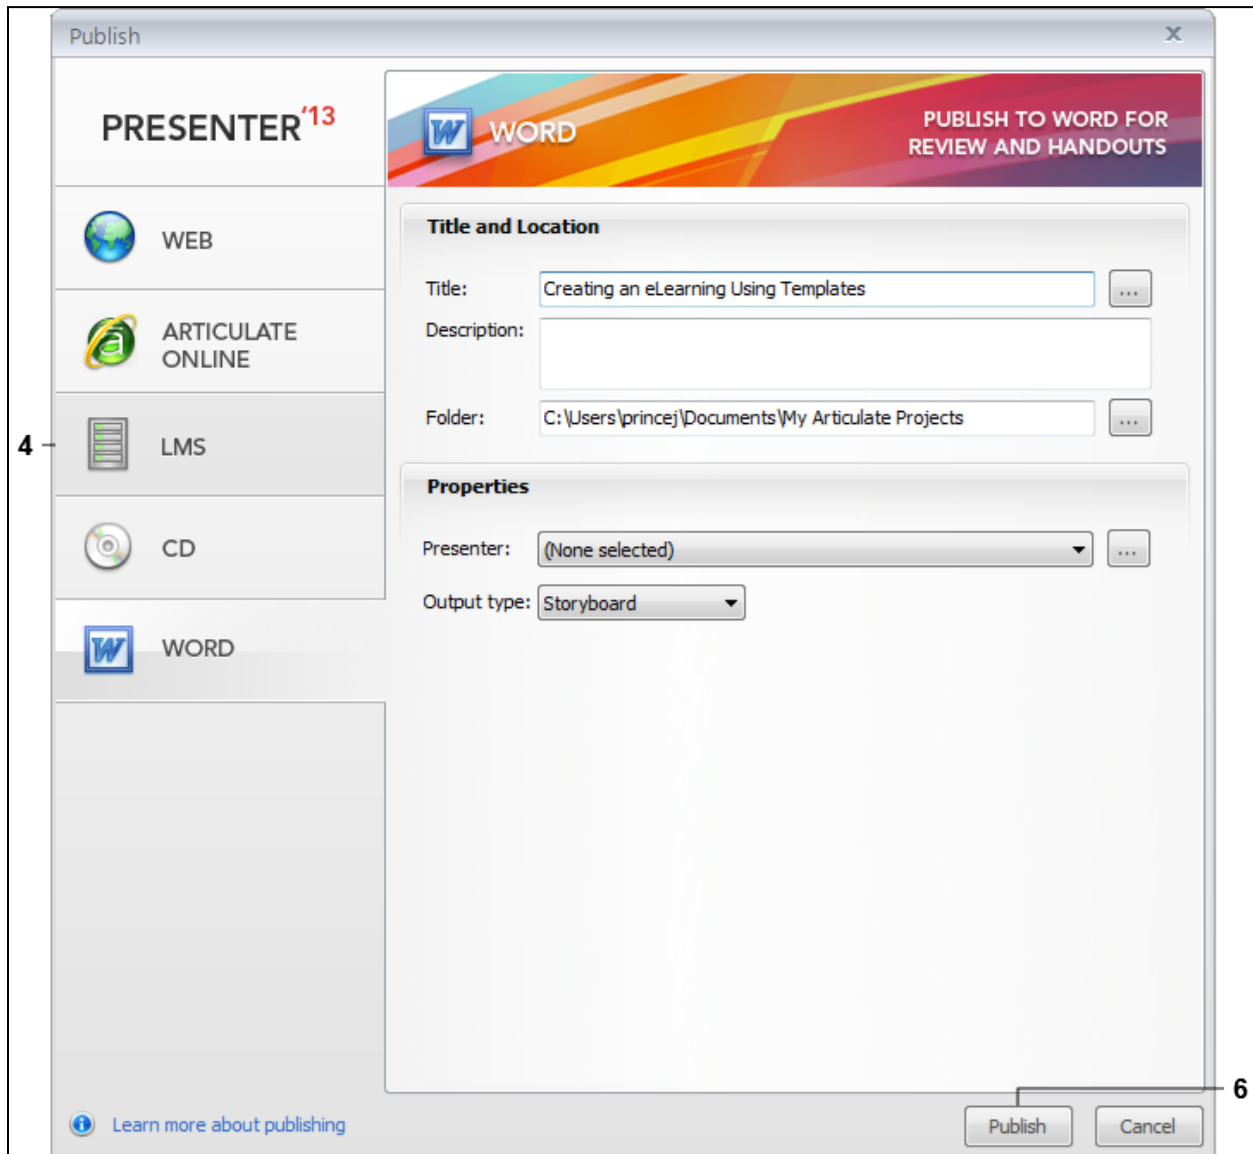 Publish
x
PRESENTER'13
WORD
PUBLISH TO WORD FOR
REVIEW AND HANDOUTS
WEB
ARTICULATE
ONLINE
4
LMS
CD
WORD
Title and Location
Title: Creating an eLearning Using Templates ...
Description:
Folder: C:\Users\princej\Documents\My Articulate Projects ...
Properties
Presenter: (None selected) ...
Output type: Storyboard
6
Learn more about publishing
Publish Cancel